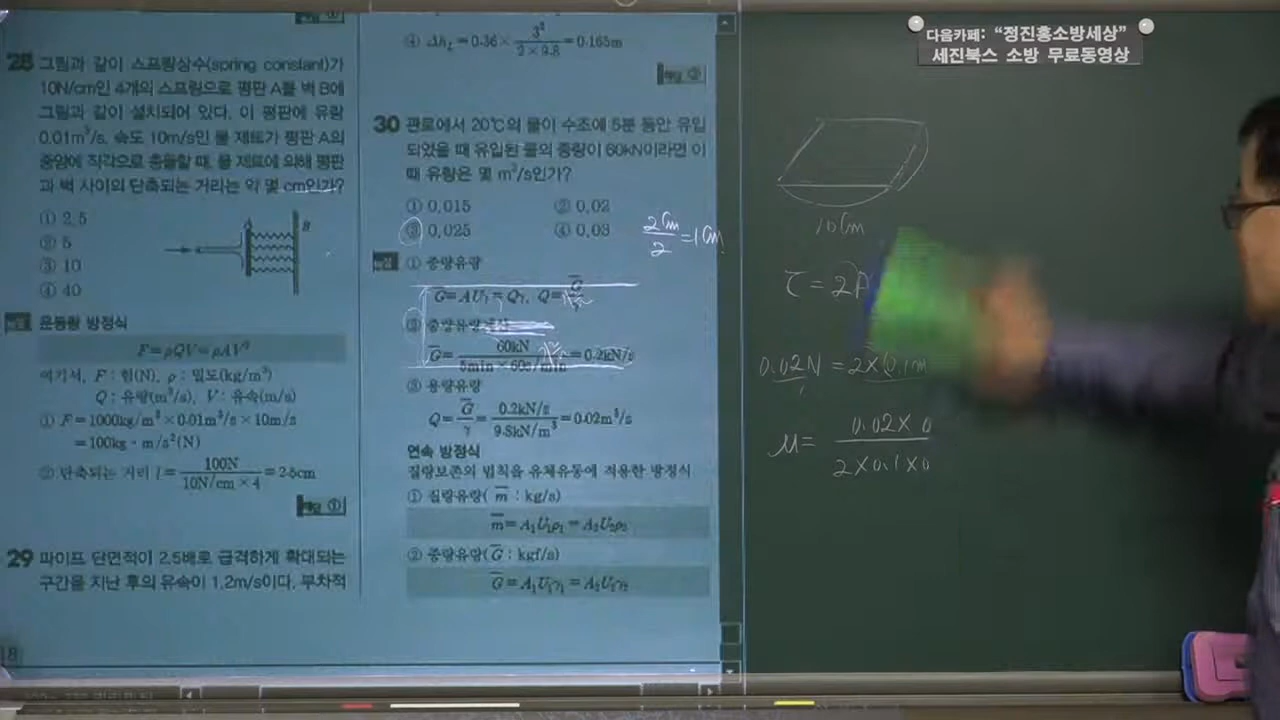 28 그림과 같이 스프링상수(spring constant)가
10N/cm인 4개의 스프링으로 평판 A를 벽 B에
그림과 같이 설치되어 있다. 이 평판에 유량
0.01m³/s, 속도 10m/s인 물 제트가 평판 A의
중앙에 직각으로 충돌할 때, 물 제트에 의해 평판
과 벽 사이의 단축되는 거리는 약 몇 cm인가?
① 2.5
② 5
③ 10
④ 40
A
B
해설 운동량 방정식
F=ρQV=ρAV²
여기서, F : 힘(N), ρ : 밀도(kg/m³)
Q : 유량(m³/s), V : 유속(m/s)
① F=1000kg/m³×0.01m³/s×10m/s
=100kg·m/s²(N)
② 단축되는 거리 l = 100N / 10N/cm×4 = 2.5cm
①
29 파이프 단면적이 2.5배로 급격하게 확대되는
구간을 지난 후의 유속이 1.2m/s이다. 부차적
8
④ Δh_L = 0.36× 3² / 2×9.8 = 0.165m
②
30 관로에서 20℃의 물이 수조에 5분 동안 유입
되었을 때 유입된 물의 중량이 60kN이라면 이
때 유량은 몇 m³/s인가?
① 0.015 ② 0.02
③ 0.025 ④ 0.03
2Cm / 2 = 1Cm
해설 ① 중량유량
G=AUγ=Qγ, Q= G / γ
② 중량유량
G= 60kN / 5min×60s/min = 0.2kN/s
③ 용량유량
Q= G / γ = 0.2kN/s / 9.8kN/m³ = 0.02m³/s
연속 방정식
질량보존의 법칙을 유체유동에 적용한 방정식
① 질량유량( m : kg/s)
m=A₁U₁ρ₁=A₂U₂ρ₂
② 중량유량(G : kgf/s)
G=A₁U₁γ₁=A₂U₂γ₂
다음카페: "정진홍소방세상"
세진북스 소방 무료동영상
10Cm
τ=2A
0.02N = 2×0.1m
μ= 0.02×0 / 2×0.1×0